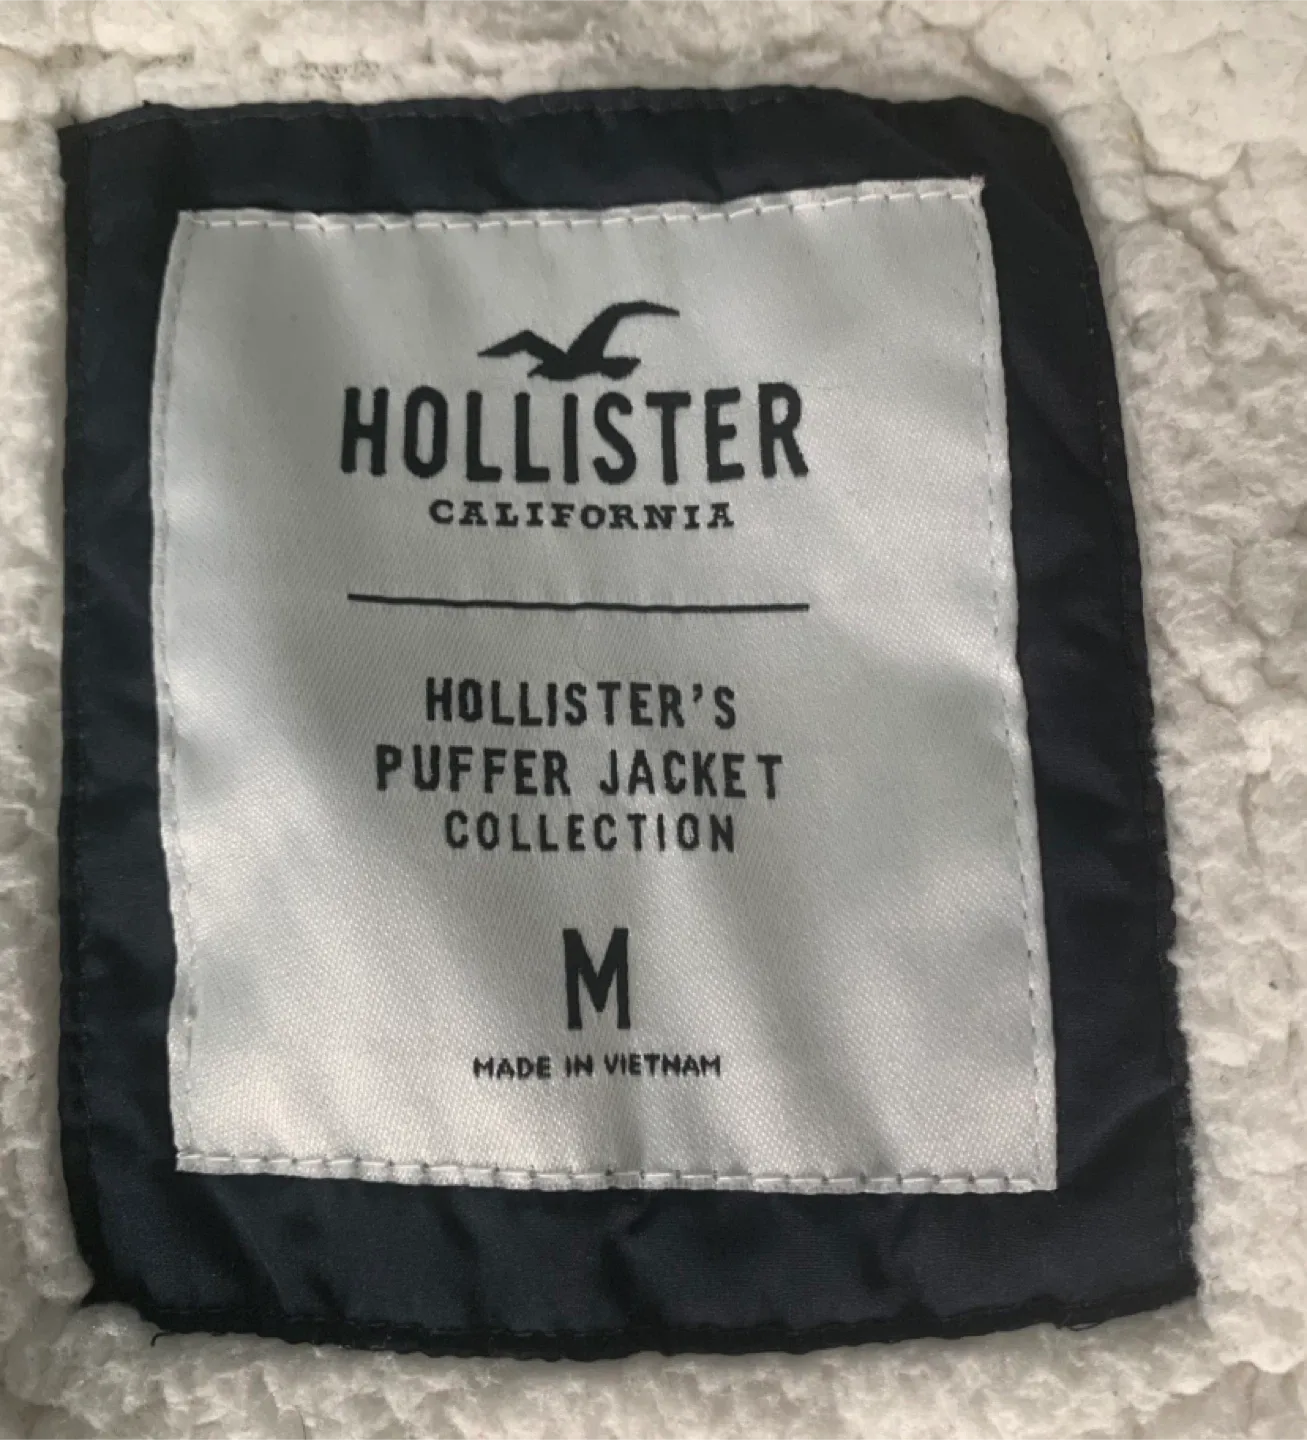 HOLLISTER
CALIFORNIA
HOLLISTER'S
PUFFER JACKET
COLLECTION
M
MADE IN VIETNAM